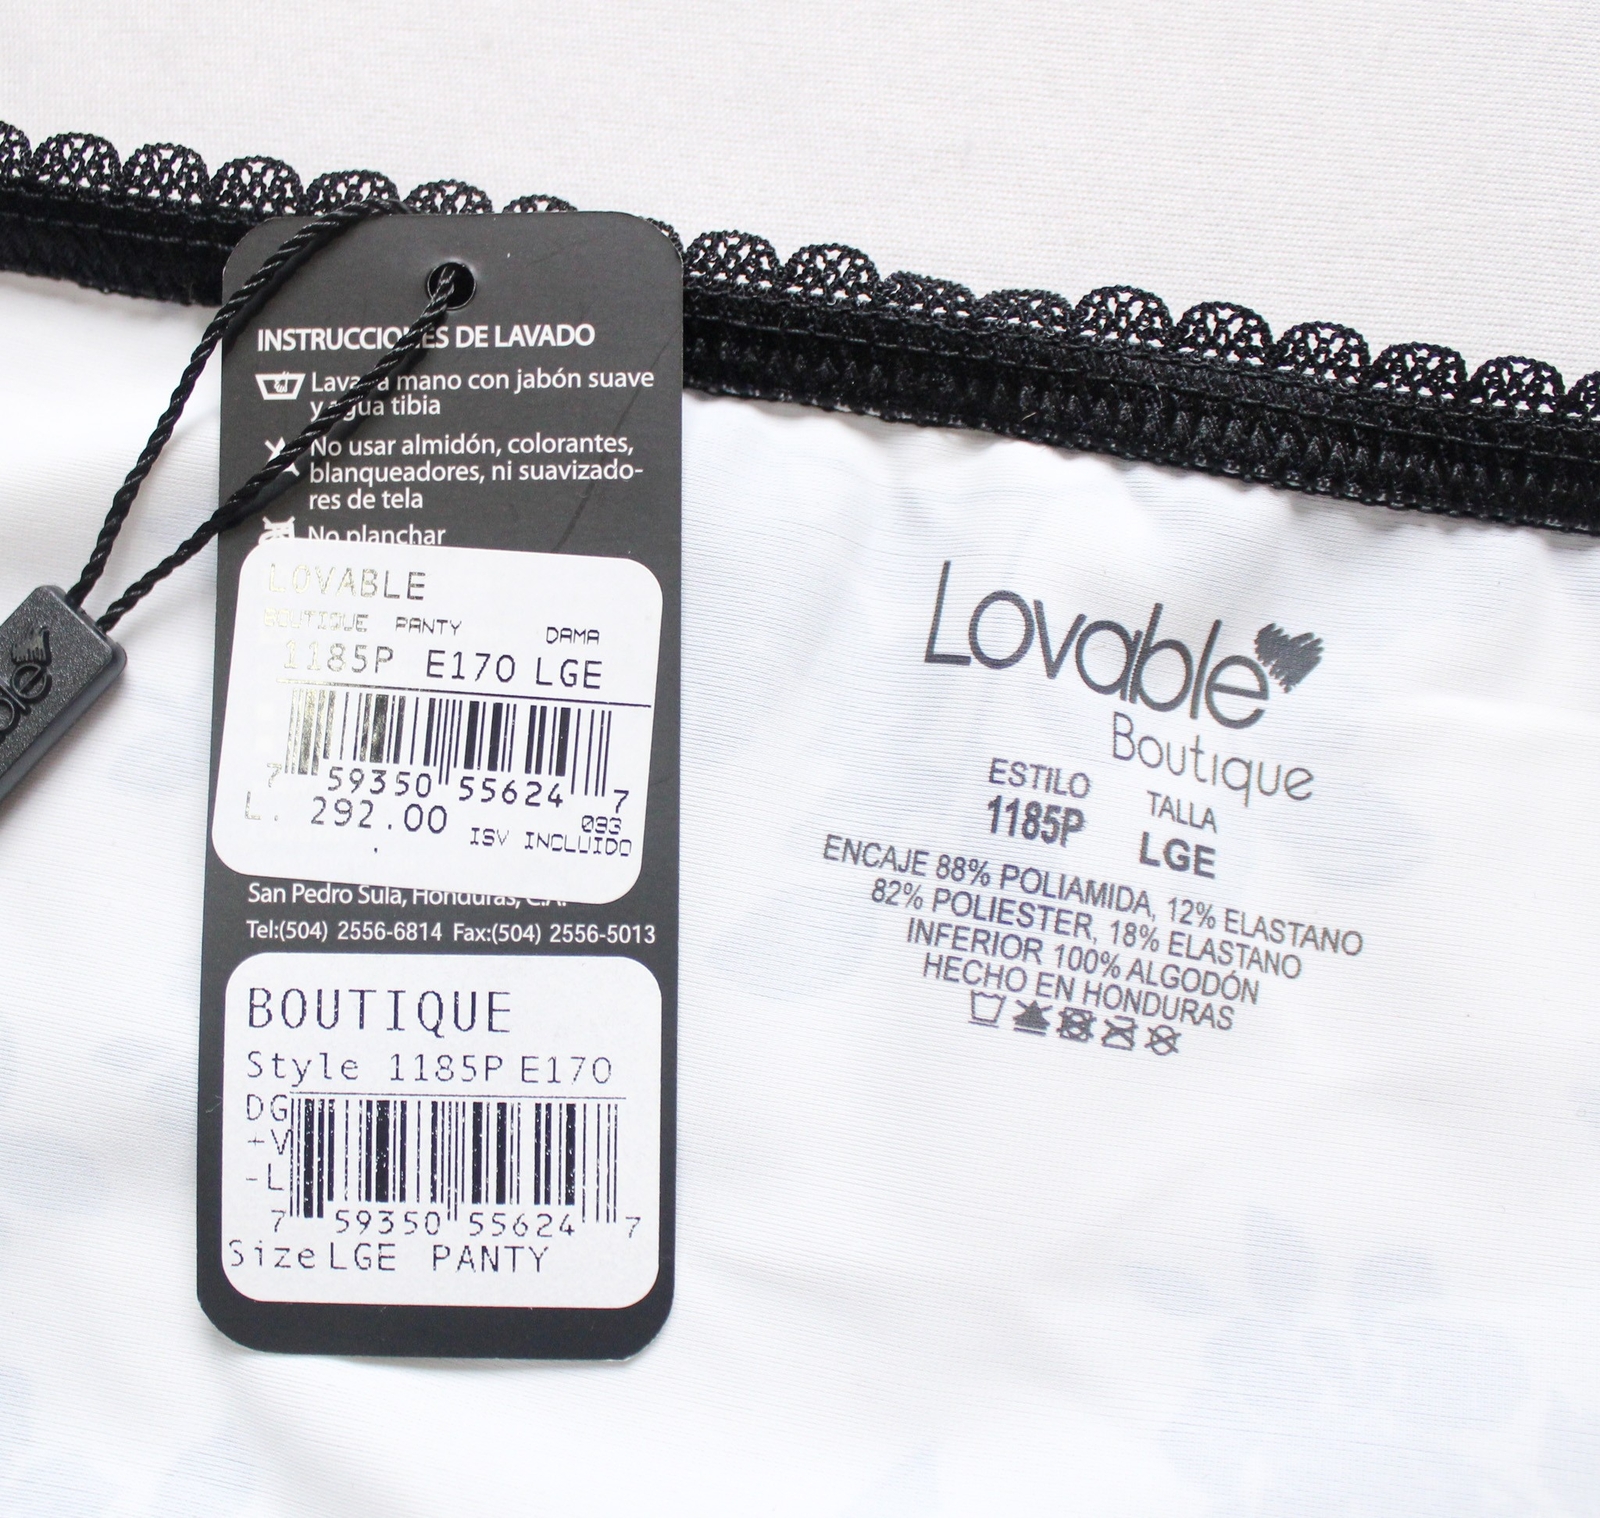 INSTRUCCIONES DE LAVADO
Lavar a mano con jabón suave
y agua tibia
No usar almidón, colorantes,
blanqueadores, ni suavizado-
res de tela
No planchar
LOVABLE
BOUTIQUE PANTY DAMA
1185P E170 LGE
7 59350 55624 7
L. 292.00 093
ISV INCLUIDO
San Pedro Sula, Honduras, C.A.
Tel:(504) 2556-6814 Fax:(504) 2556-5013
BOUTIQUE
Style 1185P E170
DG
+V
-L
7 59350 55624 7
Size LGE PANTY
Lovable
Boutique
ESTILO TALLA
1185P LGE
ENCAJE 88% POLIAMIDA, 12% ELASTANO
82% POLIESTER, 18% ELASTANO
INFERIOR 100% ALGODÓN
HECHO EN HONDURAS